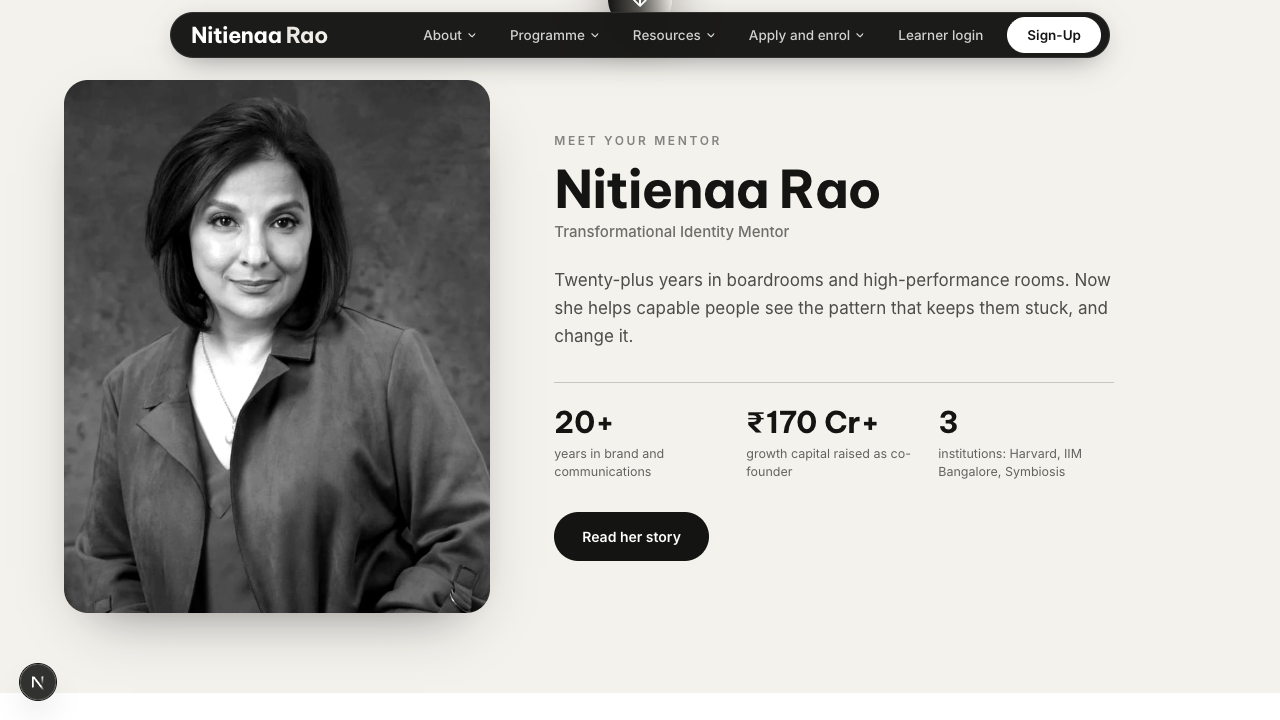 Nitienaa Rao
About
Programme
Resources
Apply and enrol
Learner login
Sign-Up
MEET YOUR MENTOR
Nitienaa Rao
Transformational Identity Mentor
Twenty-plus years in boardrooms and high-performance rooms. Now
she helps capable people see the pattern that keeps them stuck, and
change it.
20+
years in brand and
communications
₹170 Cr+
growth capital raised as co-
founder
3
institutions: Harvard, IIM
Bangalore, Symbiosis
Read her story
N